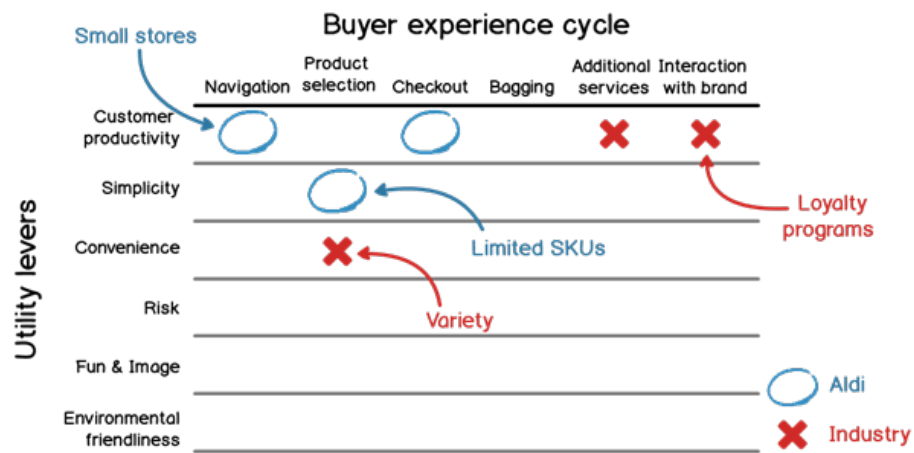 Buyer experience cycle
Small stores
Navigation
Product
selection
Checkout
Bagging
Additional
services
Interaction
with brand
Customer
productivity
Simplicity
Convenience
Risk
Fun & Image
Environmental
friendliness
Utility levers
Limited SKUs
Variety
Loyalty
programs
Aldi
Industry